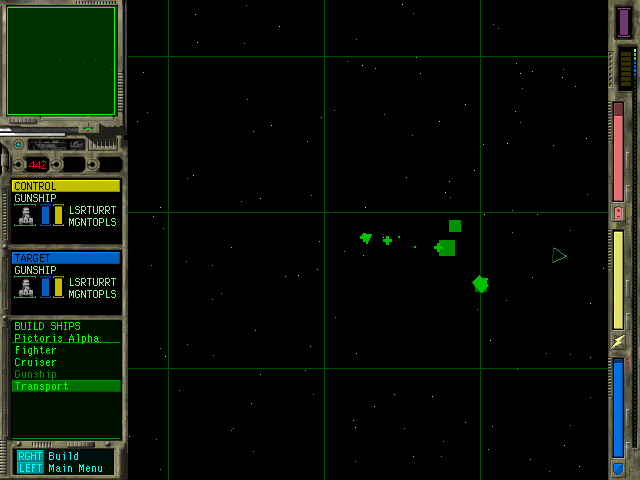 442
CONTROL
GUNSHIP
LSRTURRT
MGNTOPLS
TARGET
GUNSHIP
LSRTURRT
MGNTOPLS
BUILD SHIPS
Pictoris Alpha
Fighter
Cruiser
Gunship
Transport
RGHT Build
LEFT Main Menu